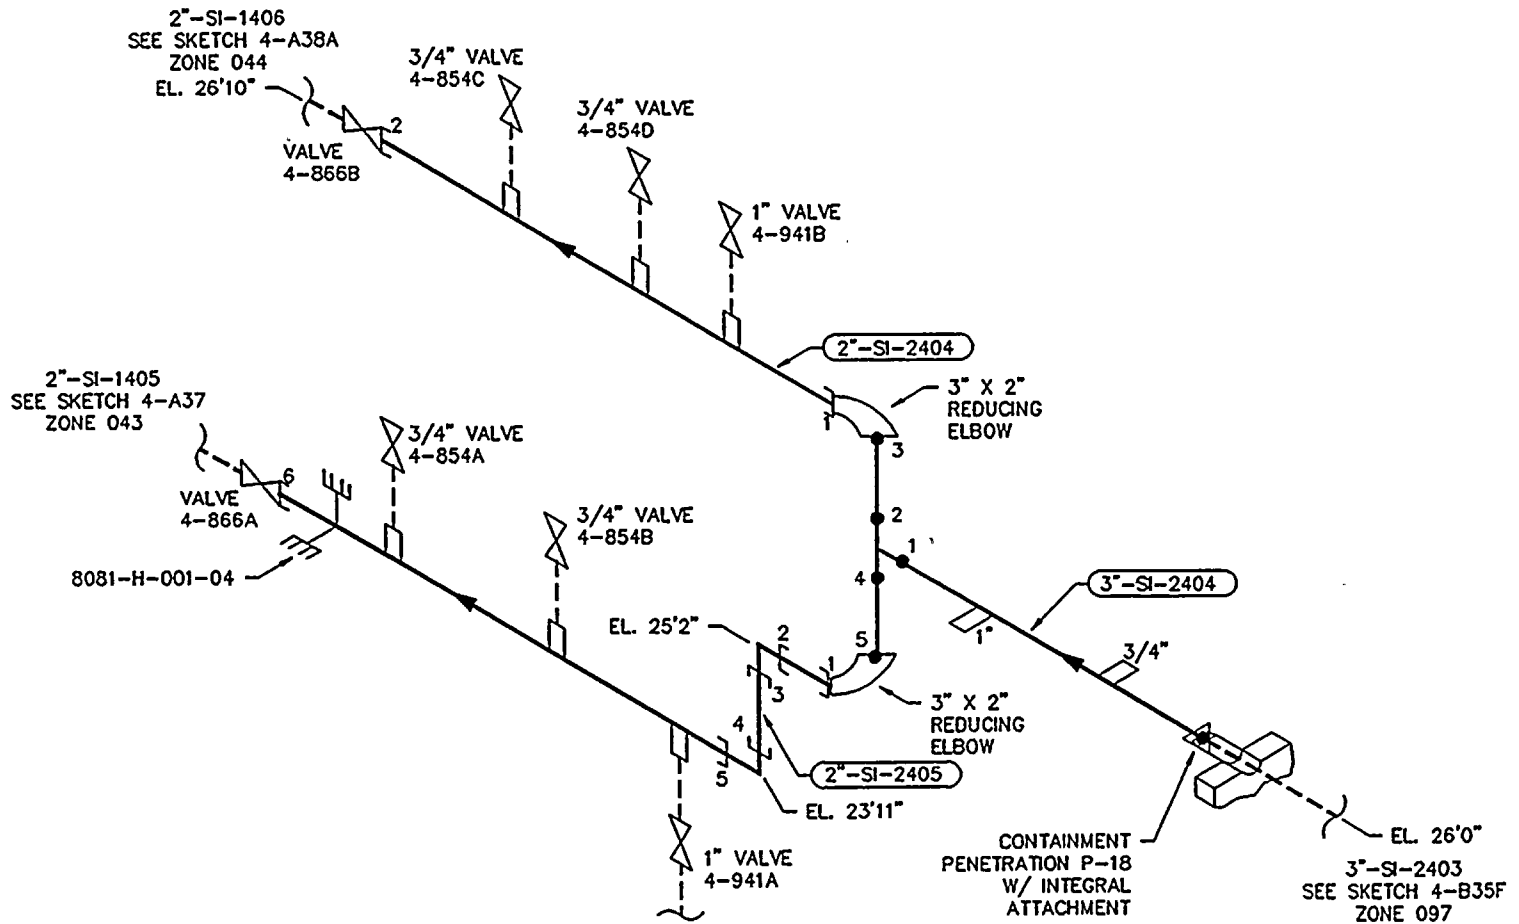 2"-SI-1406
SEE SKETCH 4-A38A
ZONE 044
EL. 26'10"
2
VALVE
4-866B
3/4" VALVE
4-854C
3/4" VALVE
4-854D
1" VALVE
4-941B
2"-SI-2404
3" X 2"
REDUCING
ELBOW
1
3
2
1
4
5
3"-SI-2404
1"
3/4"
2"-SI-1405
SEE SKETCH 4-A37
ZONE 043
6
VALVE
4-866A
8081-H-001-04
3/4" VALVE
4-854A
3/4" VALVE
4-854B
EL. 25'2"
2
1
3
4
5
3" X 2"
REDUCING
ELBOW
2"-SI-2405
EL. 23'11"
1" VALVE
4-941A
CONTAINMENT
PENETRATION P-18
W/ INTEGRAL
ATTACHMENT
EL. 26'0"
3"-SI-2403
SEE SKETCH 4-B35F
ZONE 097